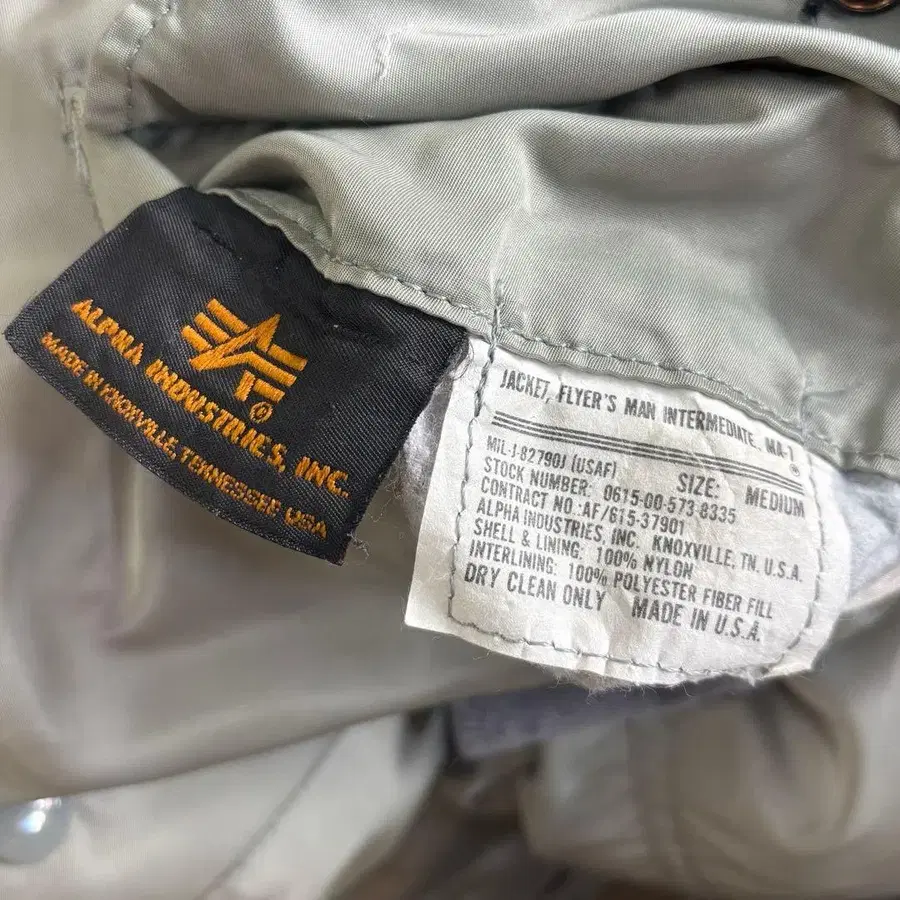 ALPHA INDUSTRIES, INC.
MADE IN KNOXVILLE, TENNESSEE USA
JACKET, FLYER'S MAN INTERMEDIATE, MA-1
MIL-J-82790J (USAF) SIZE: MEDIUM
STOCK NUMBER: 0615-00-573-8335
CONTRACT NO.:AF/615-37901
ALPHA INDUSTRIES, INC. KNOXVILLE, TN. U.S.A.
SHELL & LINING: 100% NYLON
INTERLINING: 100% POLYESTER FIBER FILL
DRY CLEAN ONLY MADE IN U.S.A.